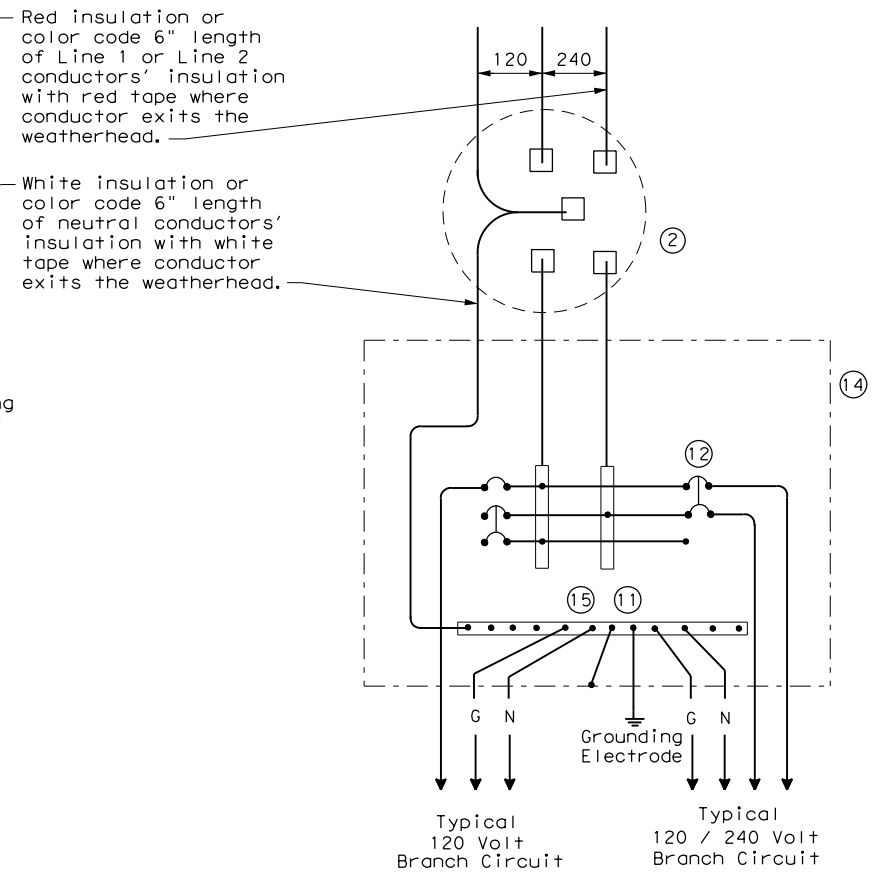 Red insulation or
color code 6" length
of Line 1 or Line 2
conductors' insulation
with red tape where
conductor exits the
weatherhead.
120
240
White insulation or
color code 6" length
of neutral conductors'
insulation with white
tape where conductor
exits the weatherhead.
2
14
12
15
11
G
N
G
N
Grounding
Electrode
Typical
120 Volt
Branch Circuit
Typical
120 / 240 Volt
Branch Circuit